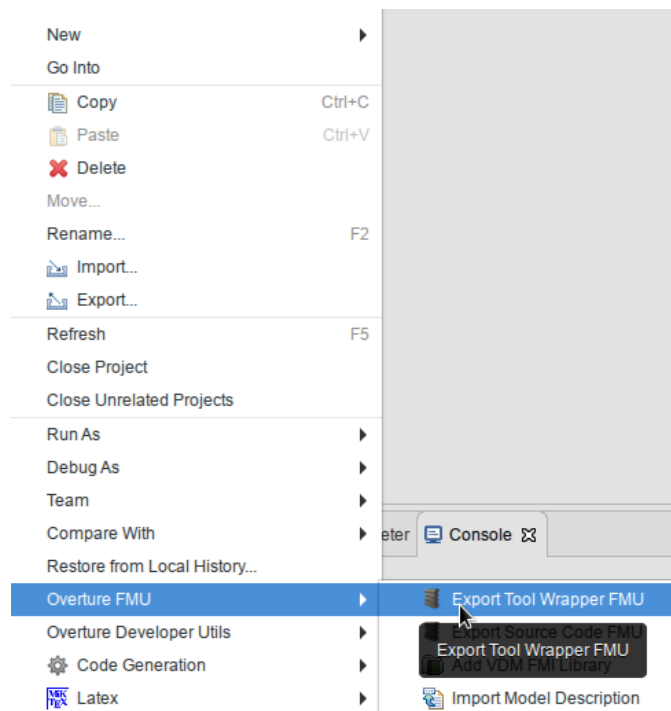 New
Go Into
Copy Ctrl+C
Paste Ctrl+V
Delete
Move...
Rename... F2
Import...
Export...
Refresh F5
Close Project
Close Unrelated Projects
Run As
Debug As
Team
Compare With
eter Console
Restore from Local History...
Overture FMU
Export Tool Wrapper FMU
Overture Developer Utils
Export Source Code FMU
Export Tool Wrapper FMU
Code Generation
Add VDM FMI Library
MiK
TEX
Latex
Import Model Description